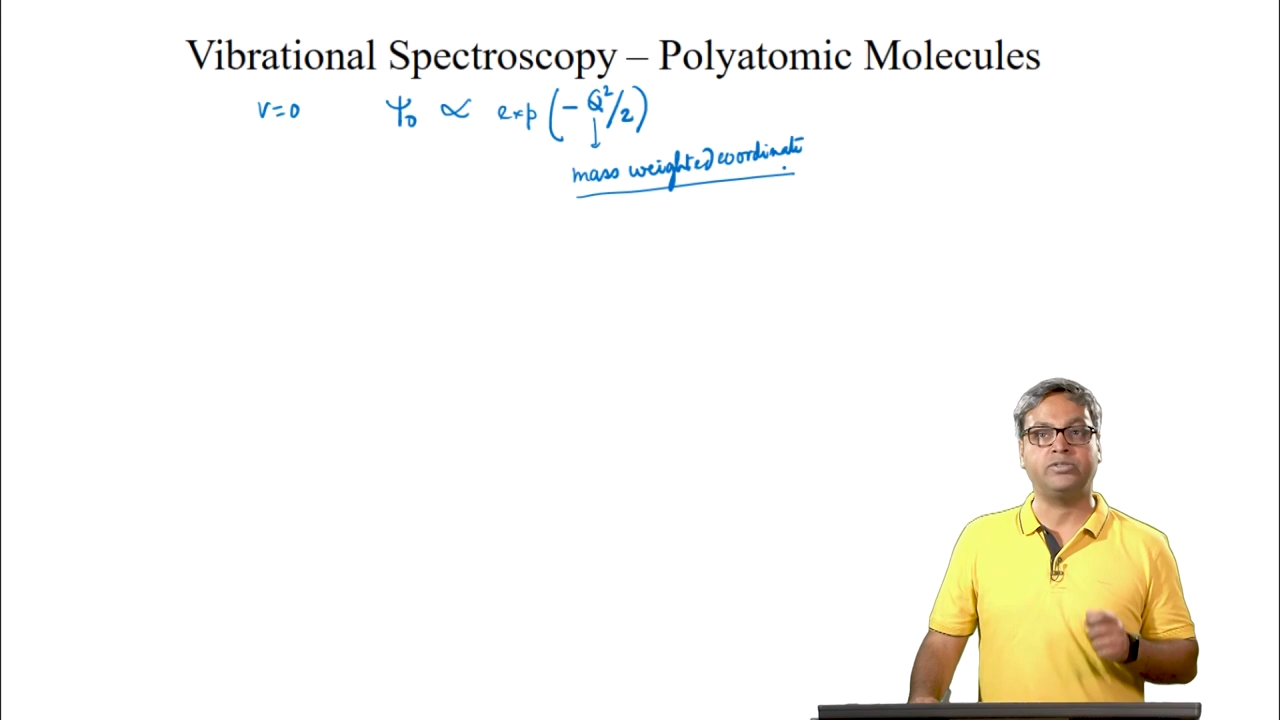 Vibrational Spectroscopy – Polyatomic Molecules
v=0 ψ₀ ∝ exp(-Q²/2)
mass weighted coordinate